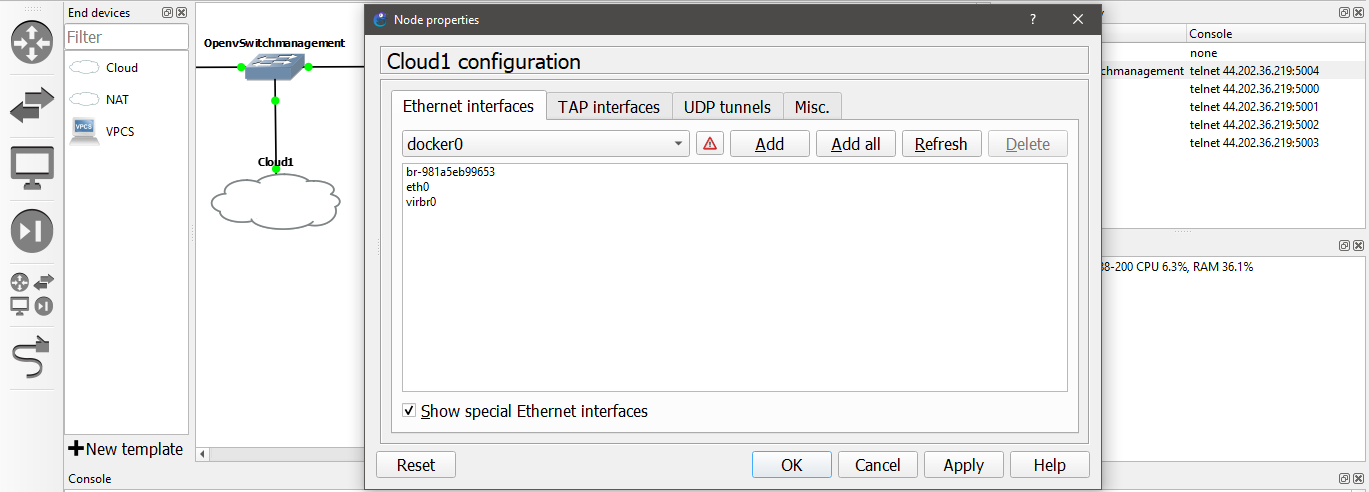 End devices
Filter
Cloud
NAT
VPCS
VPCS
New template
Console
OpenvSwitchmanagement
Cloud1
Node properties
?
Cloud1 configuration
Ethernet interfaces
TAP interfaces
UDP tunnels
Misc.
docker0
Add
Add all
Refresh
Delete
br-981a5eb99653
eth0
virbr0
Show special Ethernet interfaces
Reset
OK
Cancel
Apply
Help
y
Console
none
chmanagement telnet 44.202.36.219:5004
telnet 44.202.36.219:5000
telnet 44.202.36.219:5001
telnet 44.202.36.219:5002
telnet 44.202.36.219:5003
38-200 CPU 6.3%, RAM 36.1%